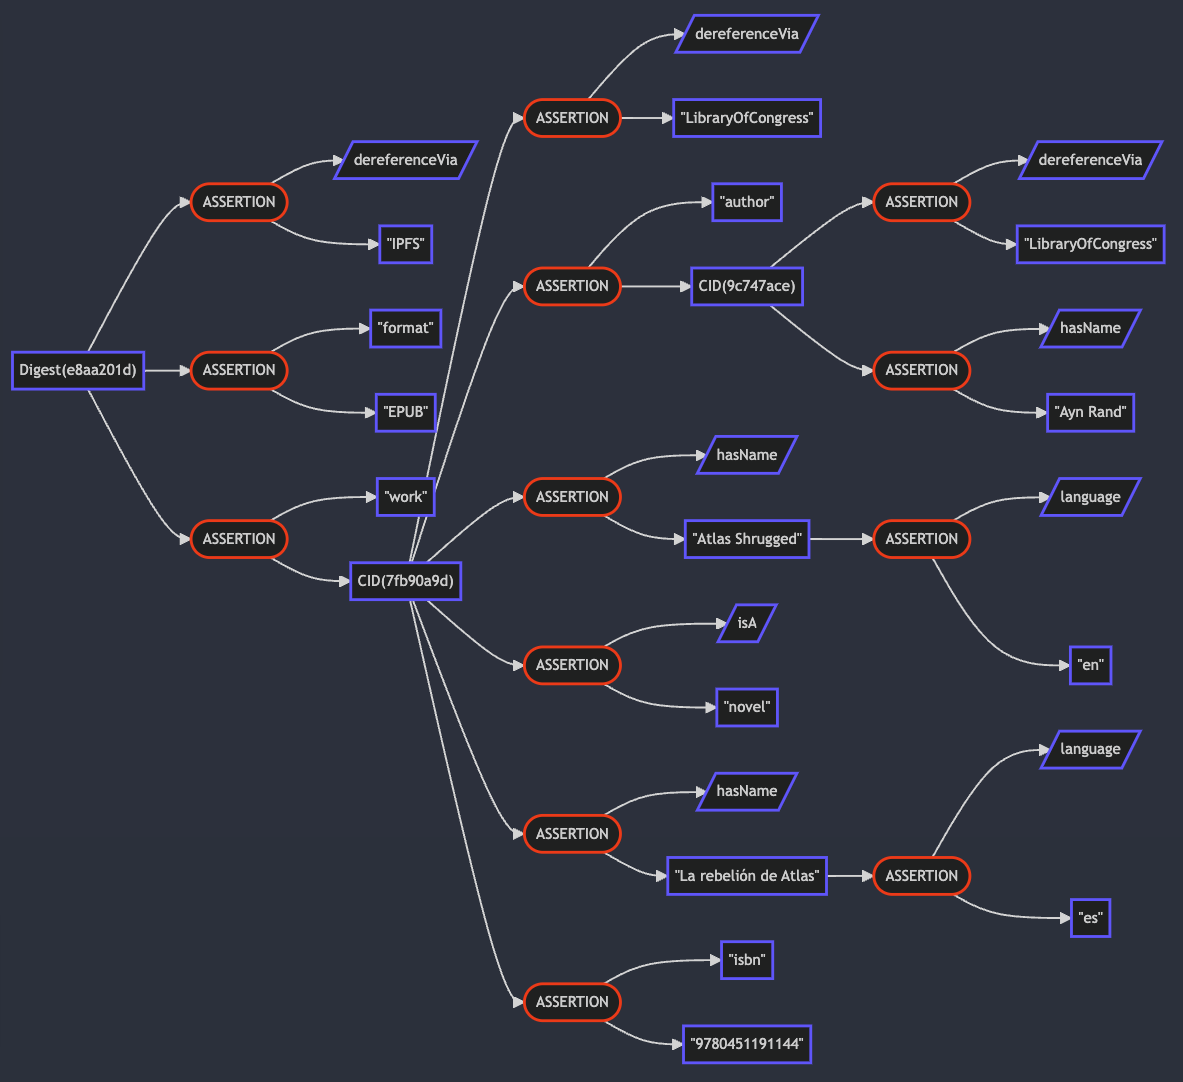 dereferenceVia
ASSERTION
"LibraryOfCongress"
dereferenceVia
dereferenceVia
ASSERTION
"author"
ASSERTION
"IPFS"
"LibraryOfCongress"
ASSERTION
CID(9c747ace)
"format"
hasName
Digest(e8aa201d)
ASSERTION
ASSERTION
"EPUB"
"Ayn Rand"
hasName
"work"
ASSERTION
language
ASSERTION
"Atlas Shrugged"
ASSERTION
CID(7fb90a9d)
isA
ASSERTION
"en"
"novel"
language
hasName
ASSERTION
"La rebelión de Atlas"
ASSERTION
"es"
"isbn"
ASSERTION
"9780451191144"